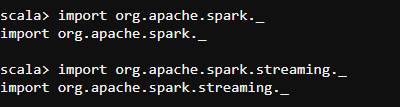 scala> import org.apache.spark._
import org.apache.spark._
scala> import org.apache.spark.streaming._
import org.apache.spark.streaming._